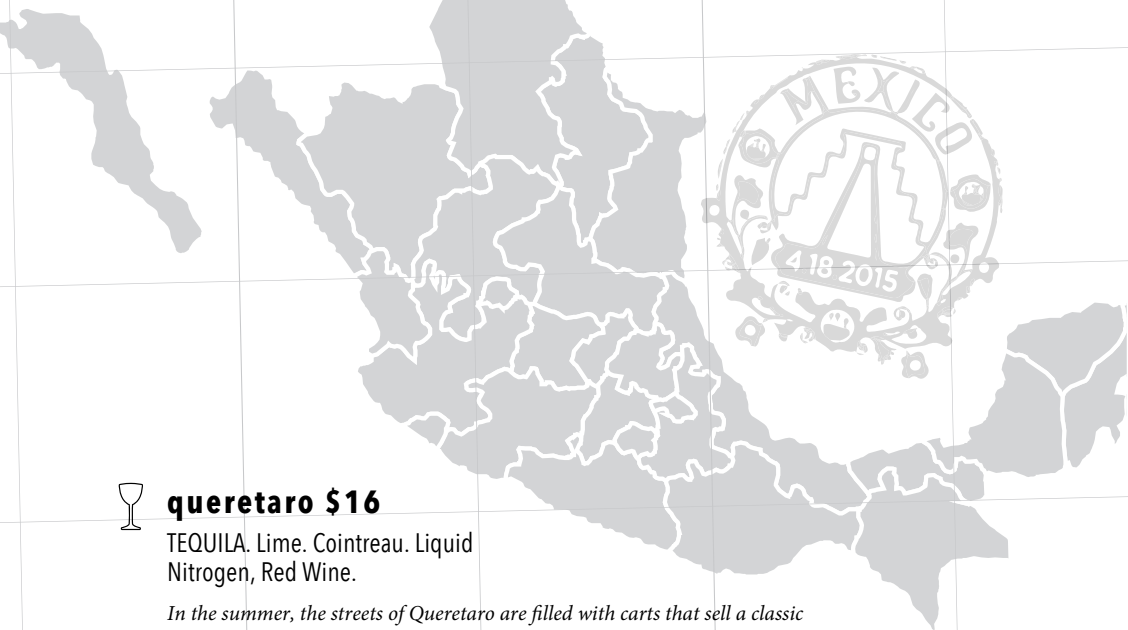 MEXICO
4 18 2015
queretaro $16
TEQUILA. Lime. Cointreau. Liquid
Nitrogen, Red Wine.
In the summer, the streets of Queretaro are filled with carts that sell a classic